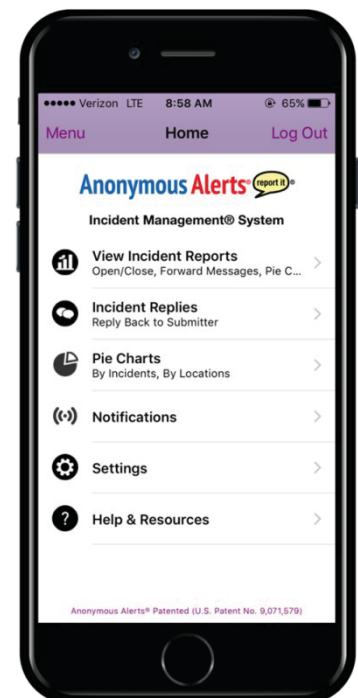 Verizon LTE 8:58 AM 65%
Menu Home Log Out
Anonymous Alerts® report it®
Incident Management® System
View Incident Reports
Open/Close, Forward Messages, Pie C...
Incident Replies
Reply Back to Submitter
Pie Charts
By Incidents, By Locations
Notifications
Settings
? Help & Resources
Anonymous Alerts® Patented (U.S. Patent No. 9,071,579)